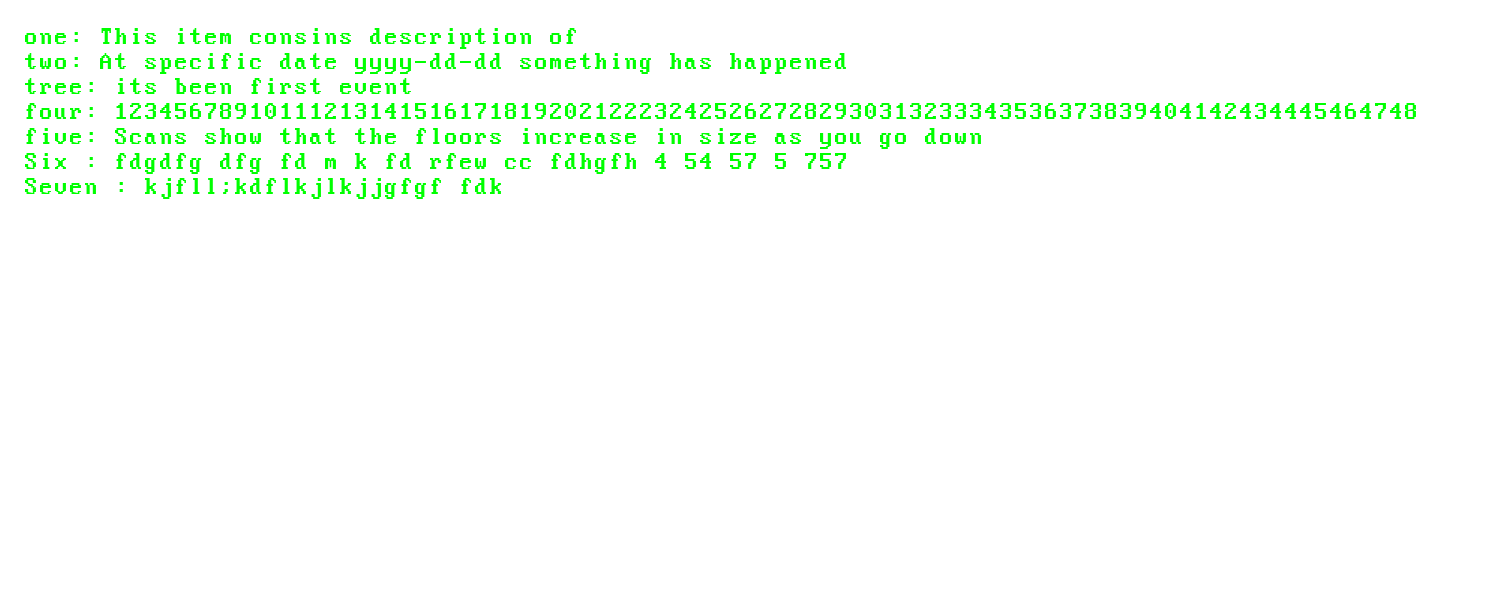 one: This item consins description of
two: At specific date yyyy-dd-dd something has happened
tree: its been first event
four: 123456789101112131415161718192021222324252627282930313233343536373839404142434445464748
five: Scans show that the floors increase in size as you go down
Six : fdgdfg dfg fd m k fd rfew cc fdhgfh 4 54 57 5 757
Seven : kjfll;kdflkjlkjjgfgf fdk